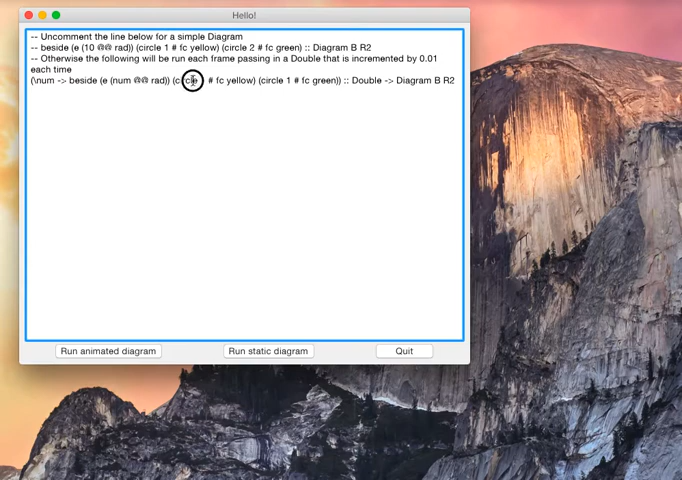 Hello!
-- Uncomment the line below for a simple Diagram
-- beside (e (10 @@ rad)) (circle 1 # fc yellow) (circle 2 # fc green) :: Diagram B R2
-- Otherwise the following will be run each frame passing in a Double that is incremented by 0.01
each time
(\num -> beside (e (num @@ rad)) (circle # fc yellow) (circle 1 # fc green)) :: Double -> Diagram B R2
Run animated diagram
Run static diagram
Quit